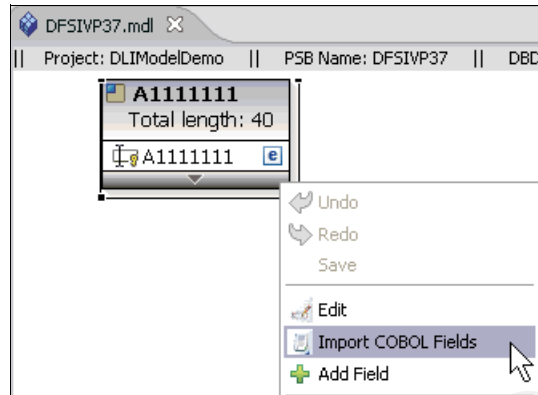 DFSIVP37.mdl
|| Project: DLIModelDemo || PSB Name: DFSIVP37 || DBD
A1111111
Total length: 40
A1111111 e
Undo
Redo
Save
Edit
Import COBOL Fields
Add Field